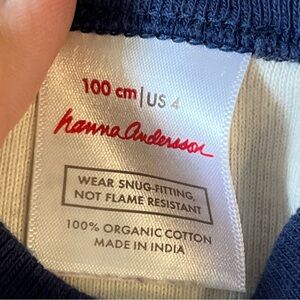 100 cm | US 4
hanna andersson
WEAR SNUG-FITTING,
NOT FLAME RESISTANT
100% ORGANIC COTTON
MADE IN INDIA